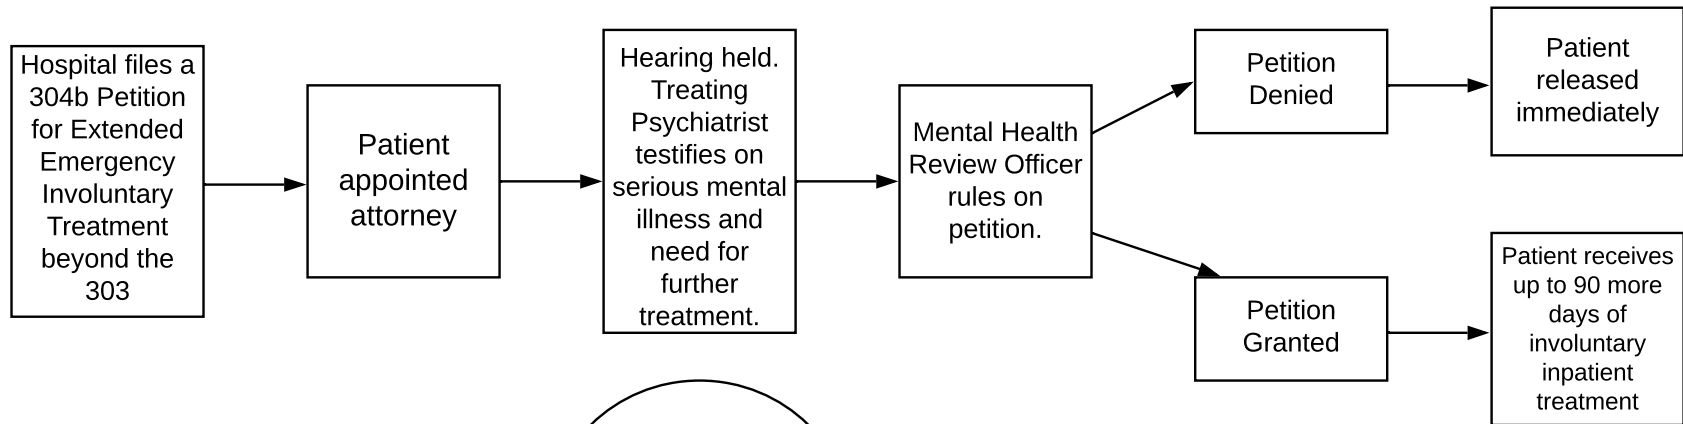 Hospital files a
304b Petition
for Extended
Emergency
Involuntary
Treatment
beyond the
303
Patient
appointed
attorney
Hearing held.
Treating
Psychiatrist
testifies on
serious mental
illness and
need for
further
treatment.
Mental Health
Review Officer
rules on
petition.
Petition
Denied
Patient
released
immediately
Petition
Granted
Patient receives
up to 90 more
days of
involuntary
inpatient
treatment